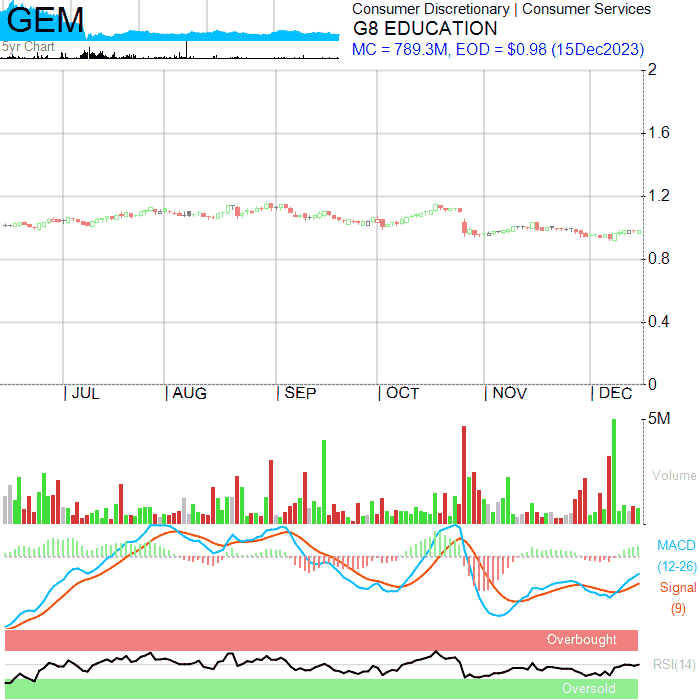 GEM
5yr Chart
Consumer Discretionary | Consumer Services
G8 EDUCATION
MC = 789.3M, EOD = $0.98 (15Dec2023)
2
1.6
1.2
0.8
0.4
0
| JUL | AUG | SEP | OCT | NOV | DEC
5M
Volume
MACD
(12-26)
Signal
(9)
Overbought
RSI(14)
Oversold